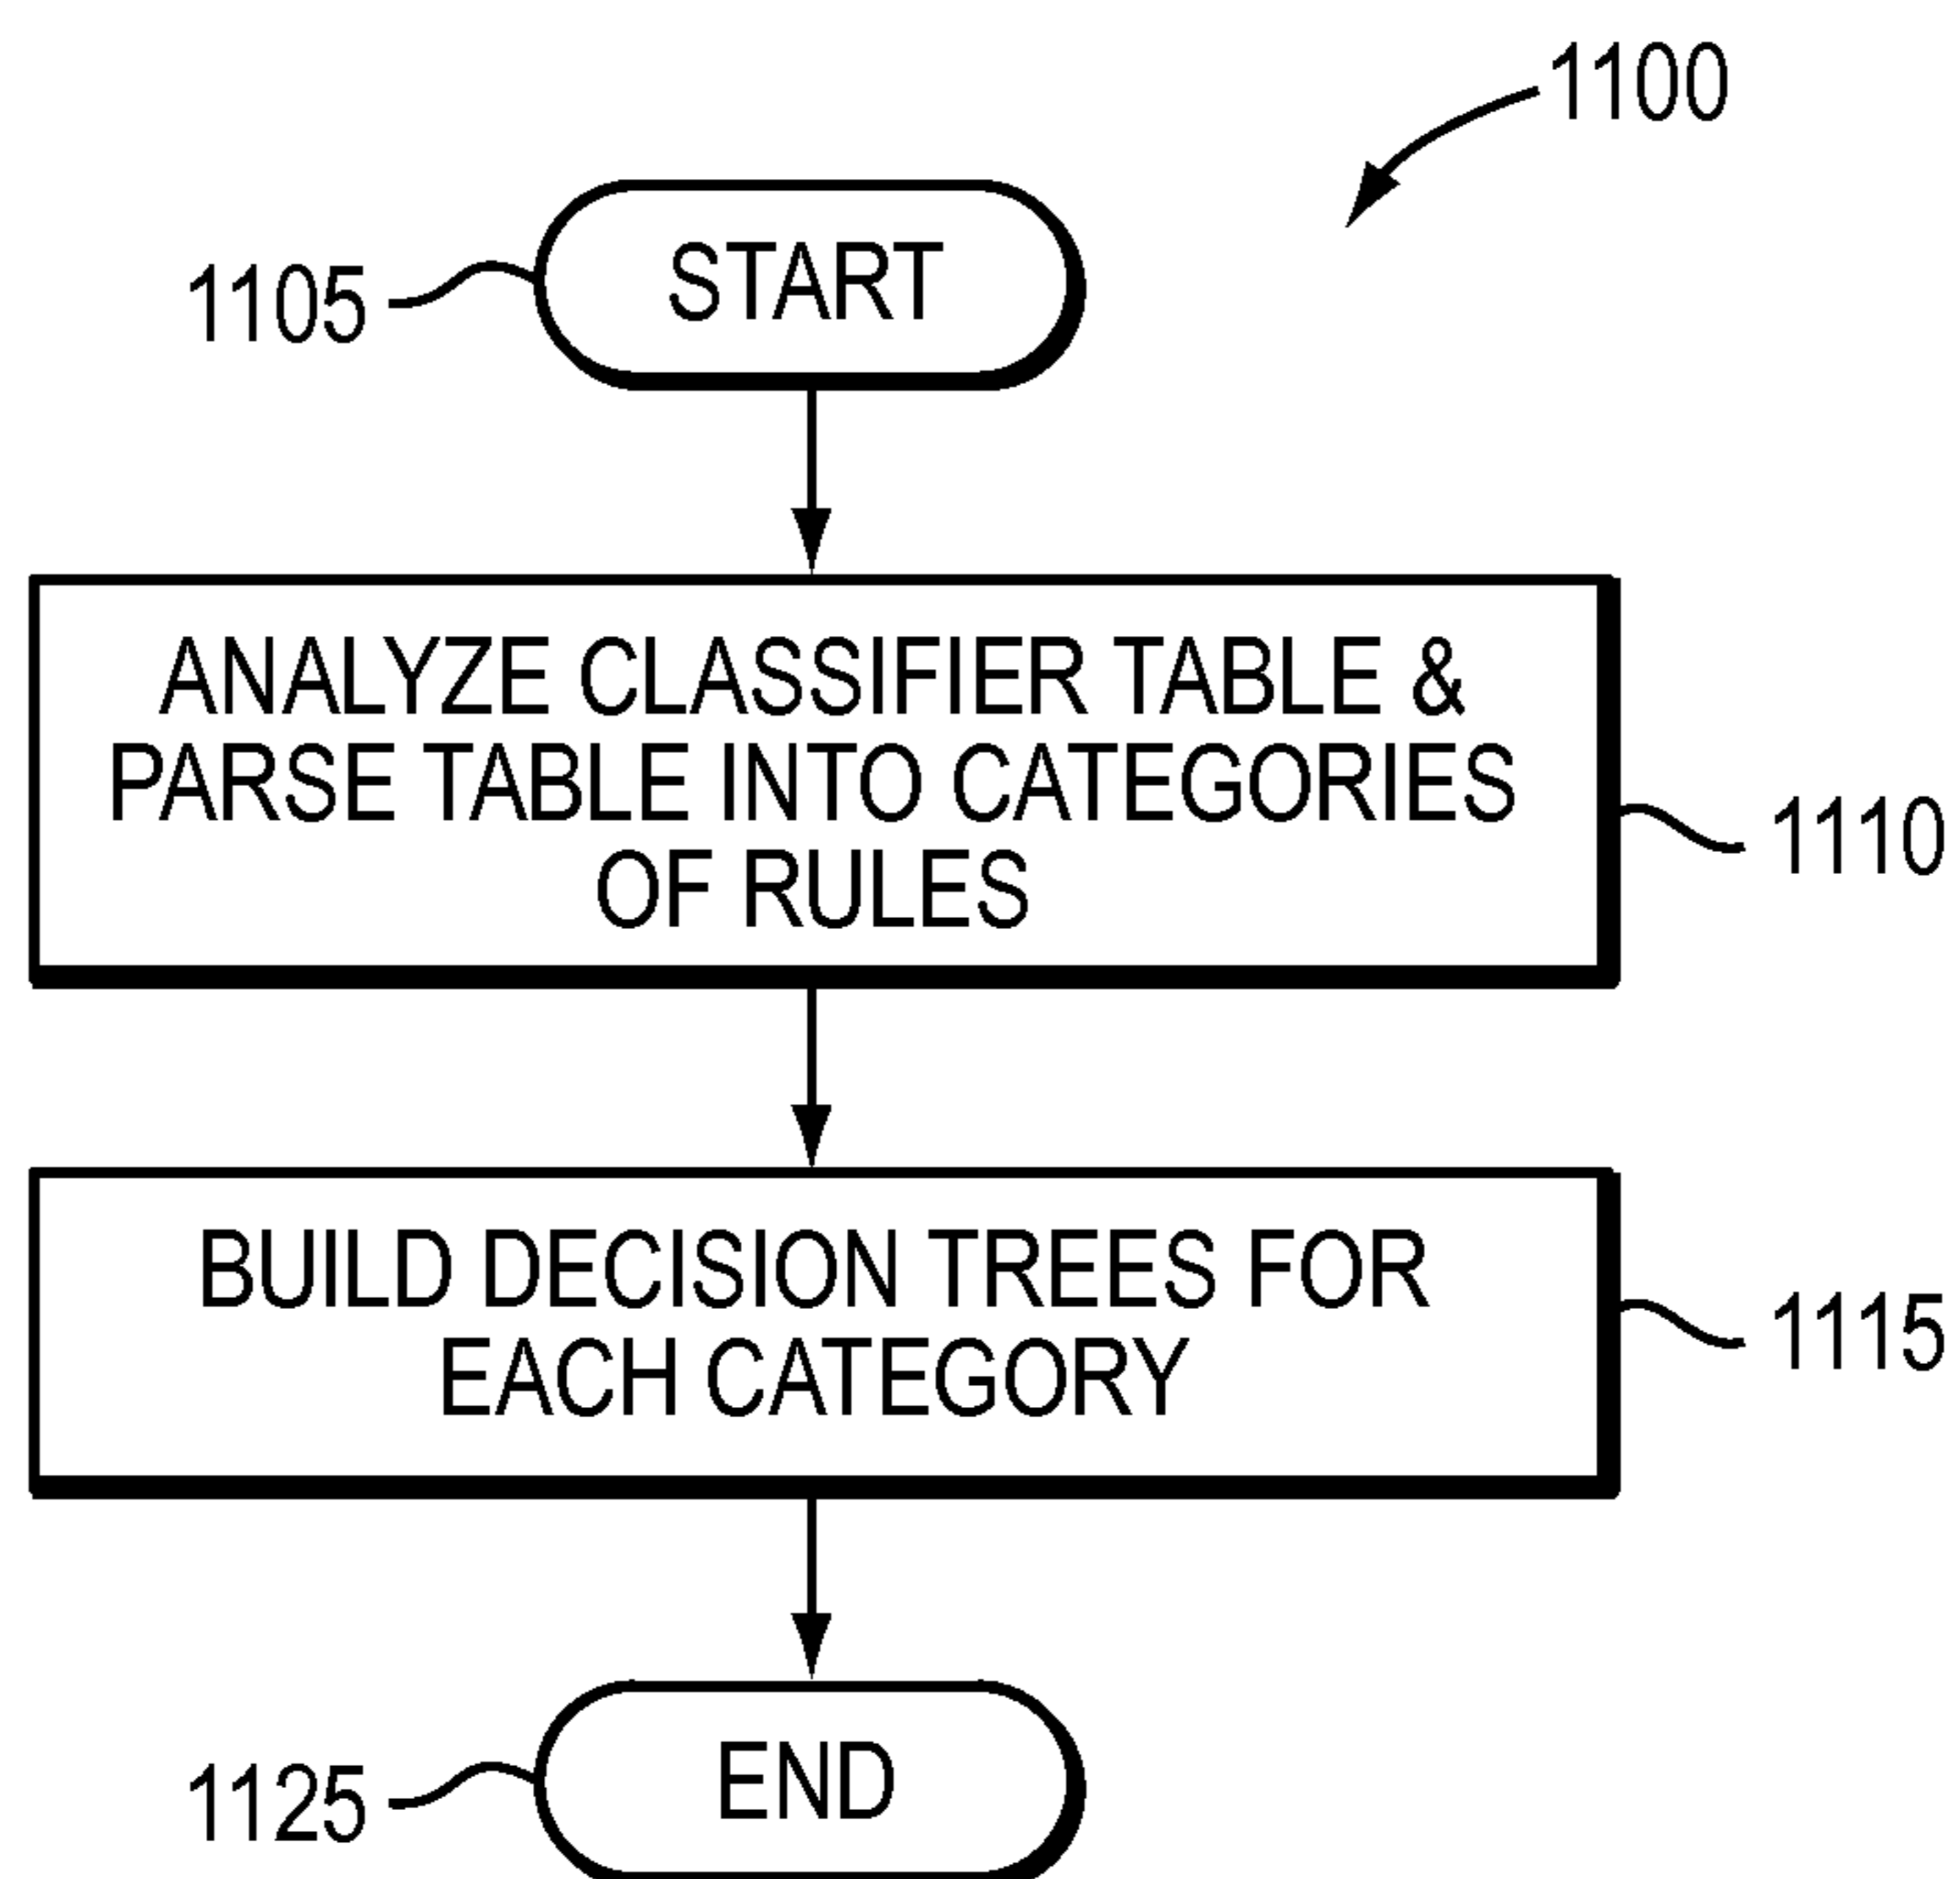 1100
1105
START
ANALYZE CLASSIFIER TABLE &
PARSE TABLE INTO CATEGORIES
OF RULES
1110
BUILD DECISION TREES FOR
EACH CATEGORY
1115
1125
END